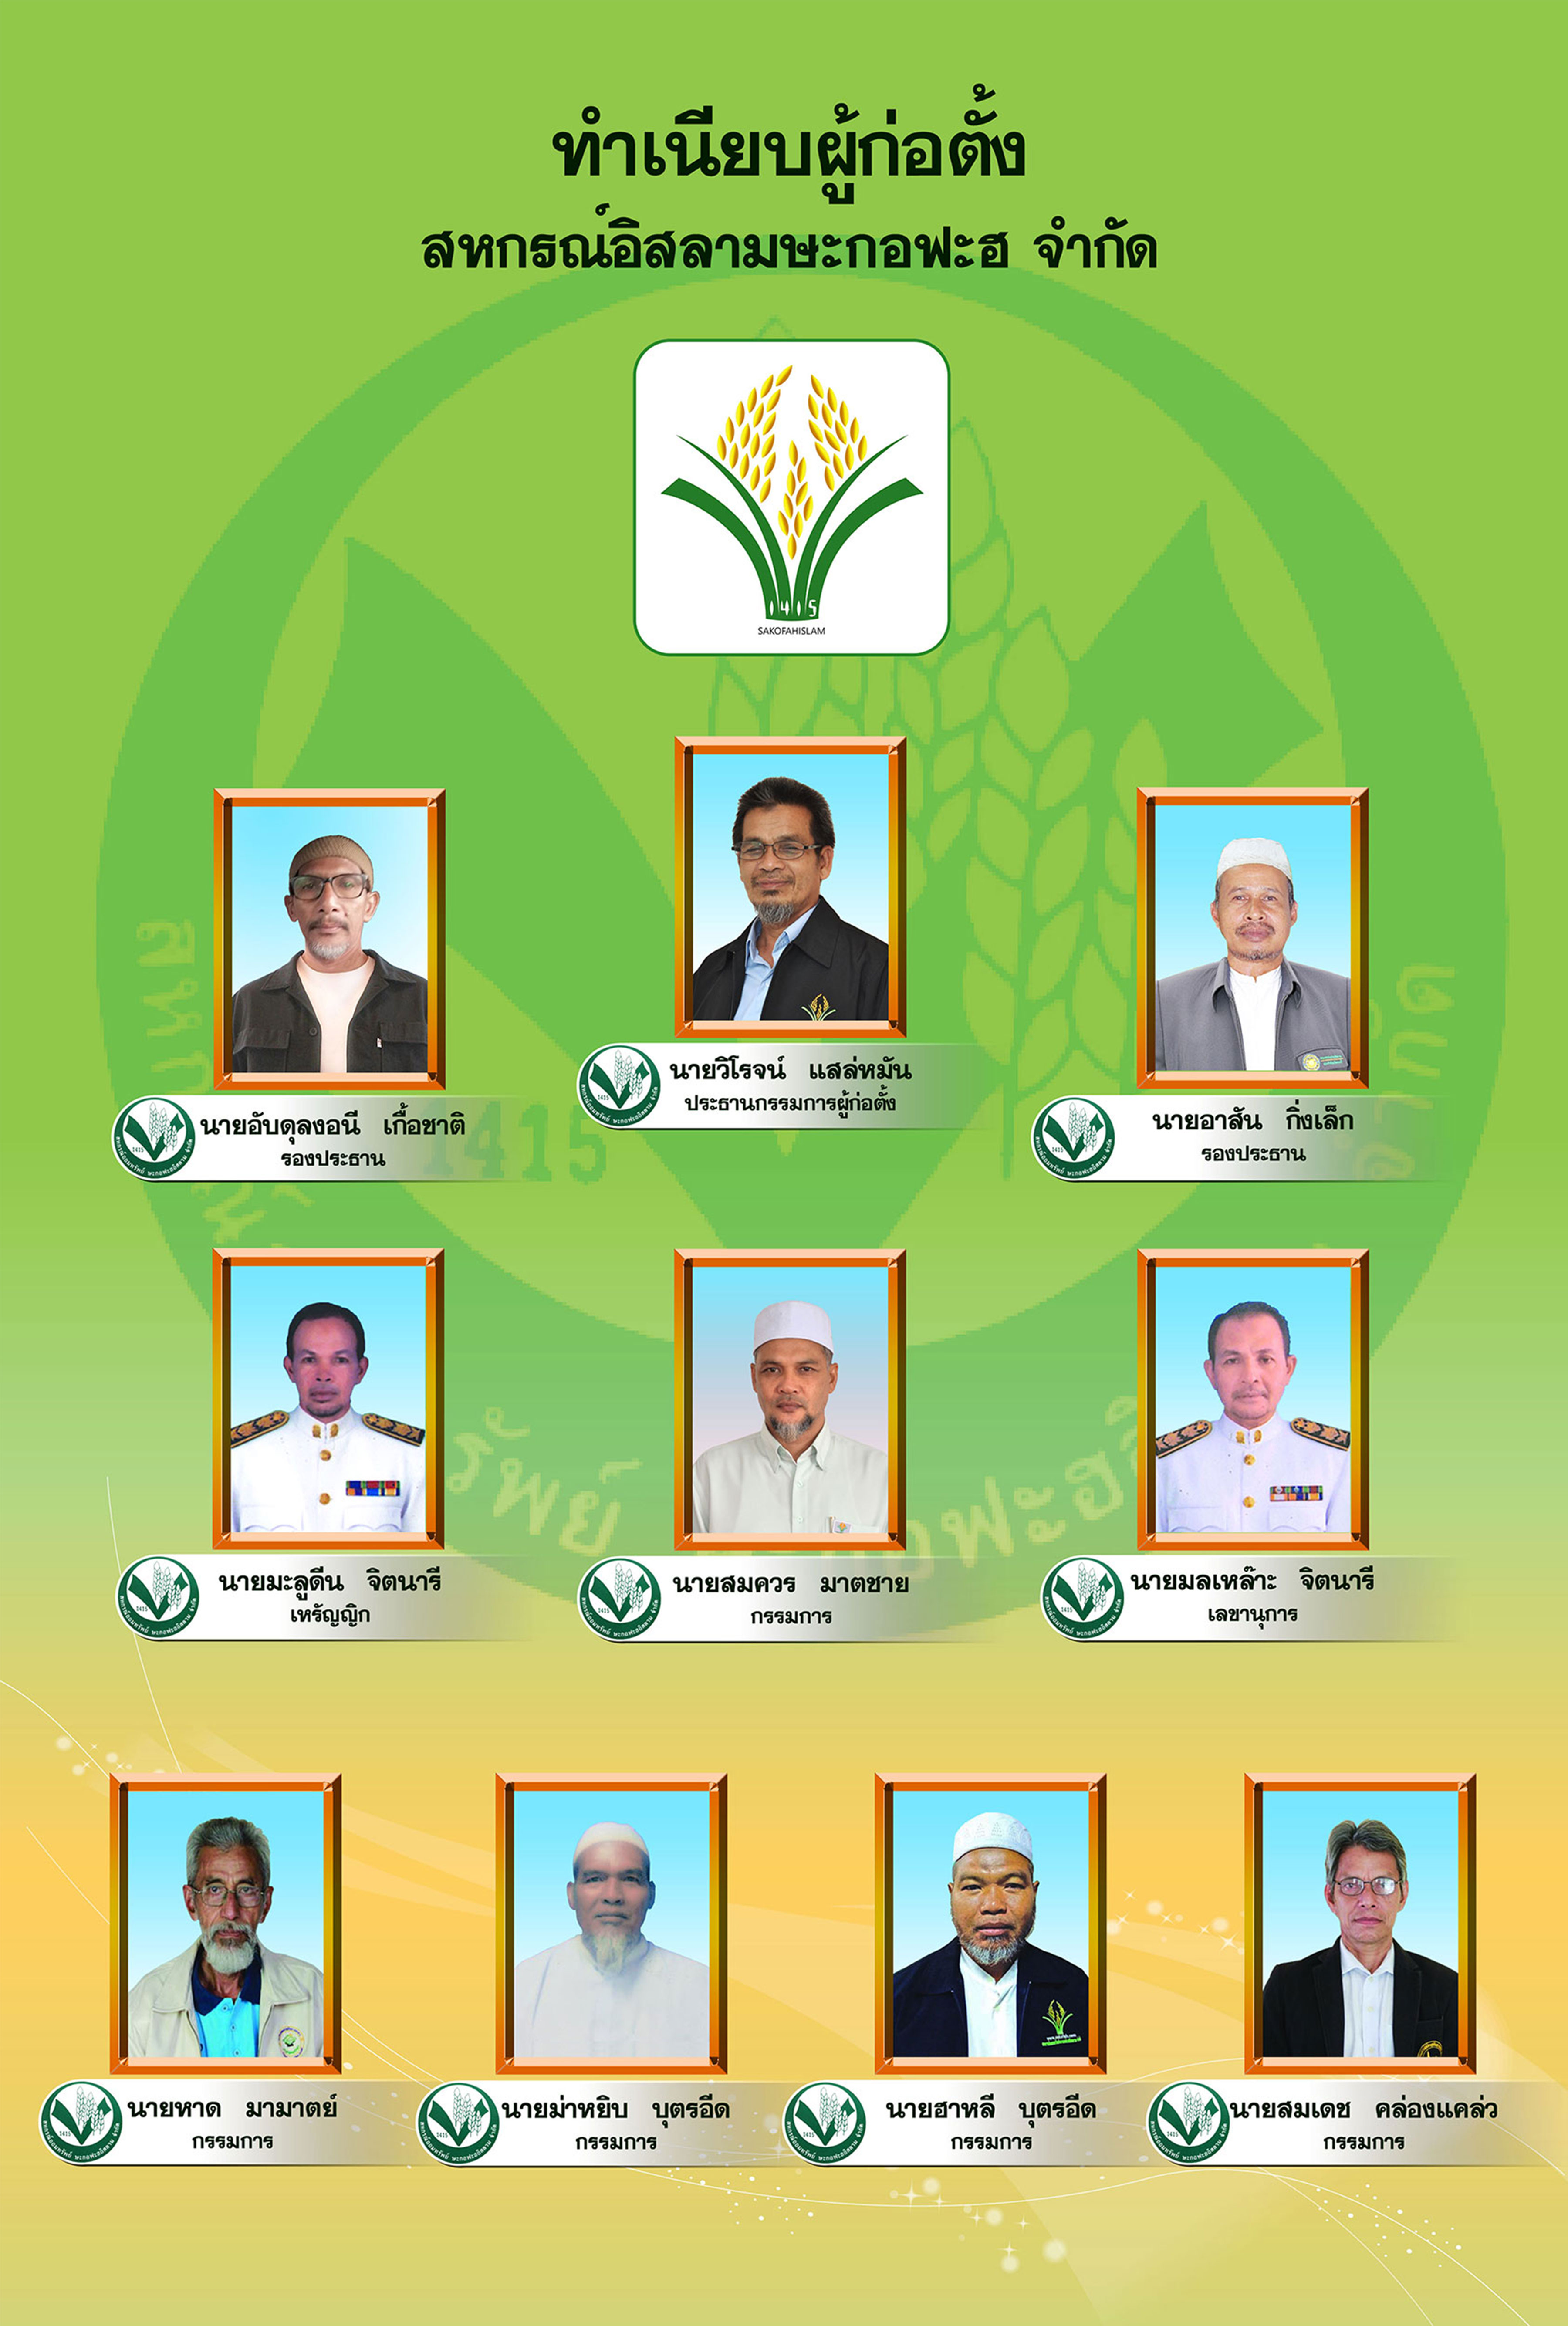 ทำเนียบผู้ก่อตั้ง
สหกรณ์อิสลามษะกอฟะฮ จำกัด
1415
SAKOFAHISLAM
นายอับดุลงอนี เกื้อชาติ
รองประธาน
นายวิโรจน์ แสล่หมัน
ประธานกรรมการผู้ก่อตั้ง
นายอาสัน กิ่งเล็ก
รองประธาน
1415
นายมะลูดีน จิตนารี
เหรัญญิก
นายสมควร มาตชาย
กรรมการ
นายมลเหล๊าะ จิตนารี
เลขานุการ
นายหาด มามาตย์
กรรมการ
นายม่าหยิบ บุตรอีด
กรรมการ
นายฮาหลี บุตรอีด
กรรมการ
นายสมเดช คล่องแคล่ว
กรรมการ